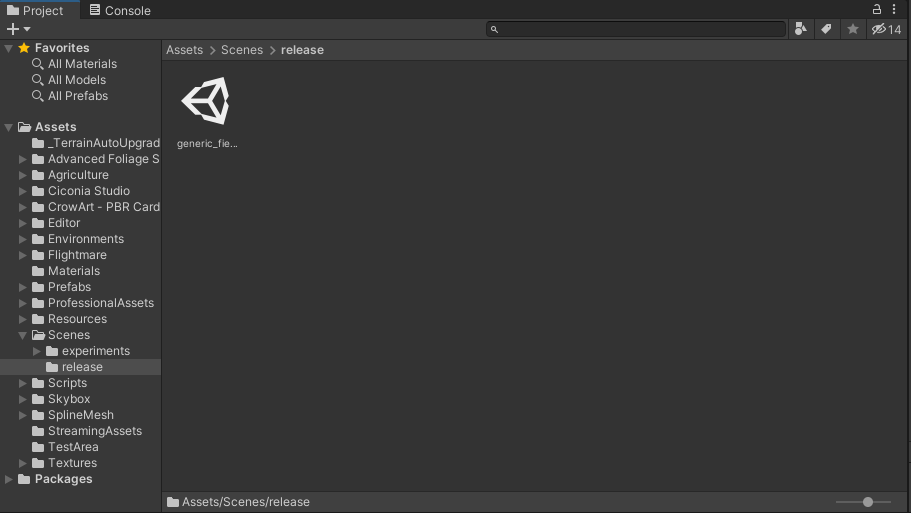 Project Console
14
Favorites
All Materials
All Models
All Prefabs
Assets
_TerrainAutoUpgrad
Advanced Foliage S
Agriculture
Ciconia Studio
CrowArt - PBR Card
Editor
Environments
Flightmare
Materials
Prefabs
ProfessionalAssets
Resources
Scenes
experiments
release
Scripts
Skybox
SplineMesh
StreamingAssets
TestArea
Textures
Packages
Assets > Scenes > release
generic_fie...
Assets/Scenes/release